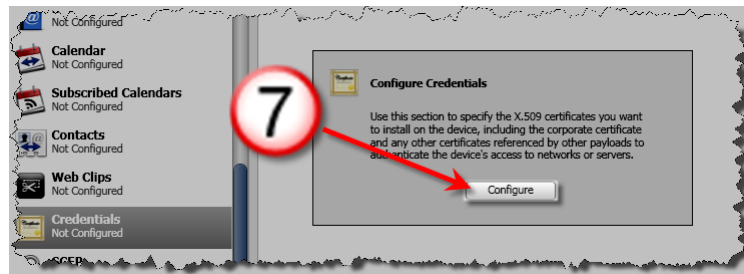 Not Configured
Calendar
Not Configured
Subscribed Calendars
Not Configured
Contacts
Not Configured
Web Clips
Not Configured
Credentials
Not Configured
SCEP
7
Configure Credentials
Use this section to specify the X.509 certificates you want
to install on the device, including the corporate certificate
and any other certificates referenced by other payloads to
authenticate the device's access to networks or servers.
Configure